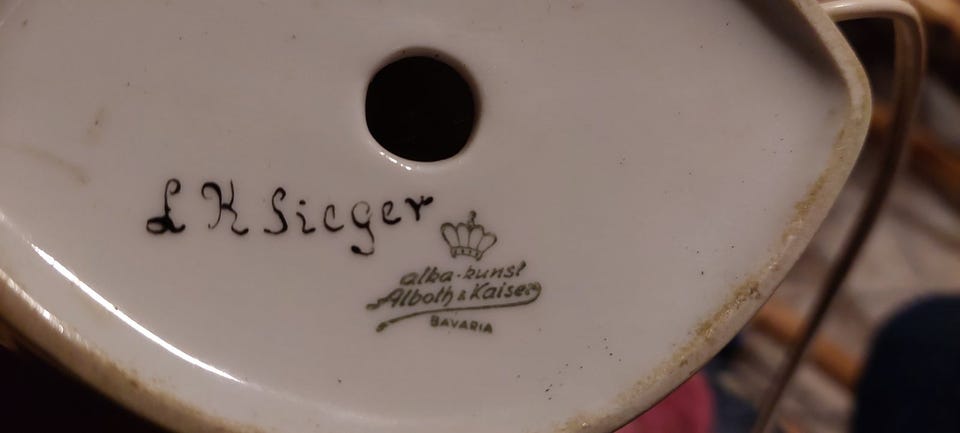 L K Sieger
alka-kunst
Alboth & Kaiser
BAVARIA